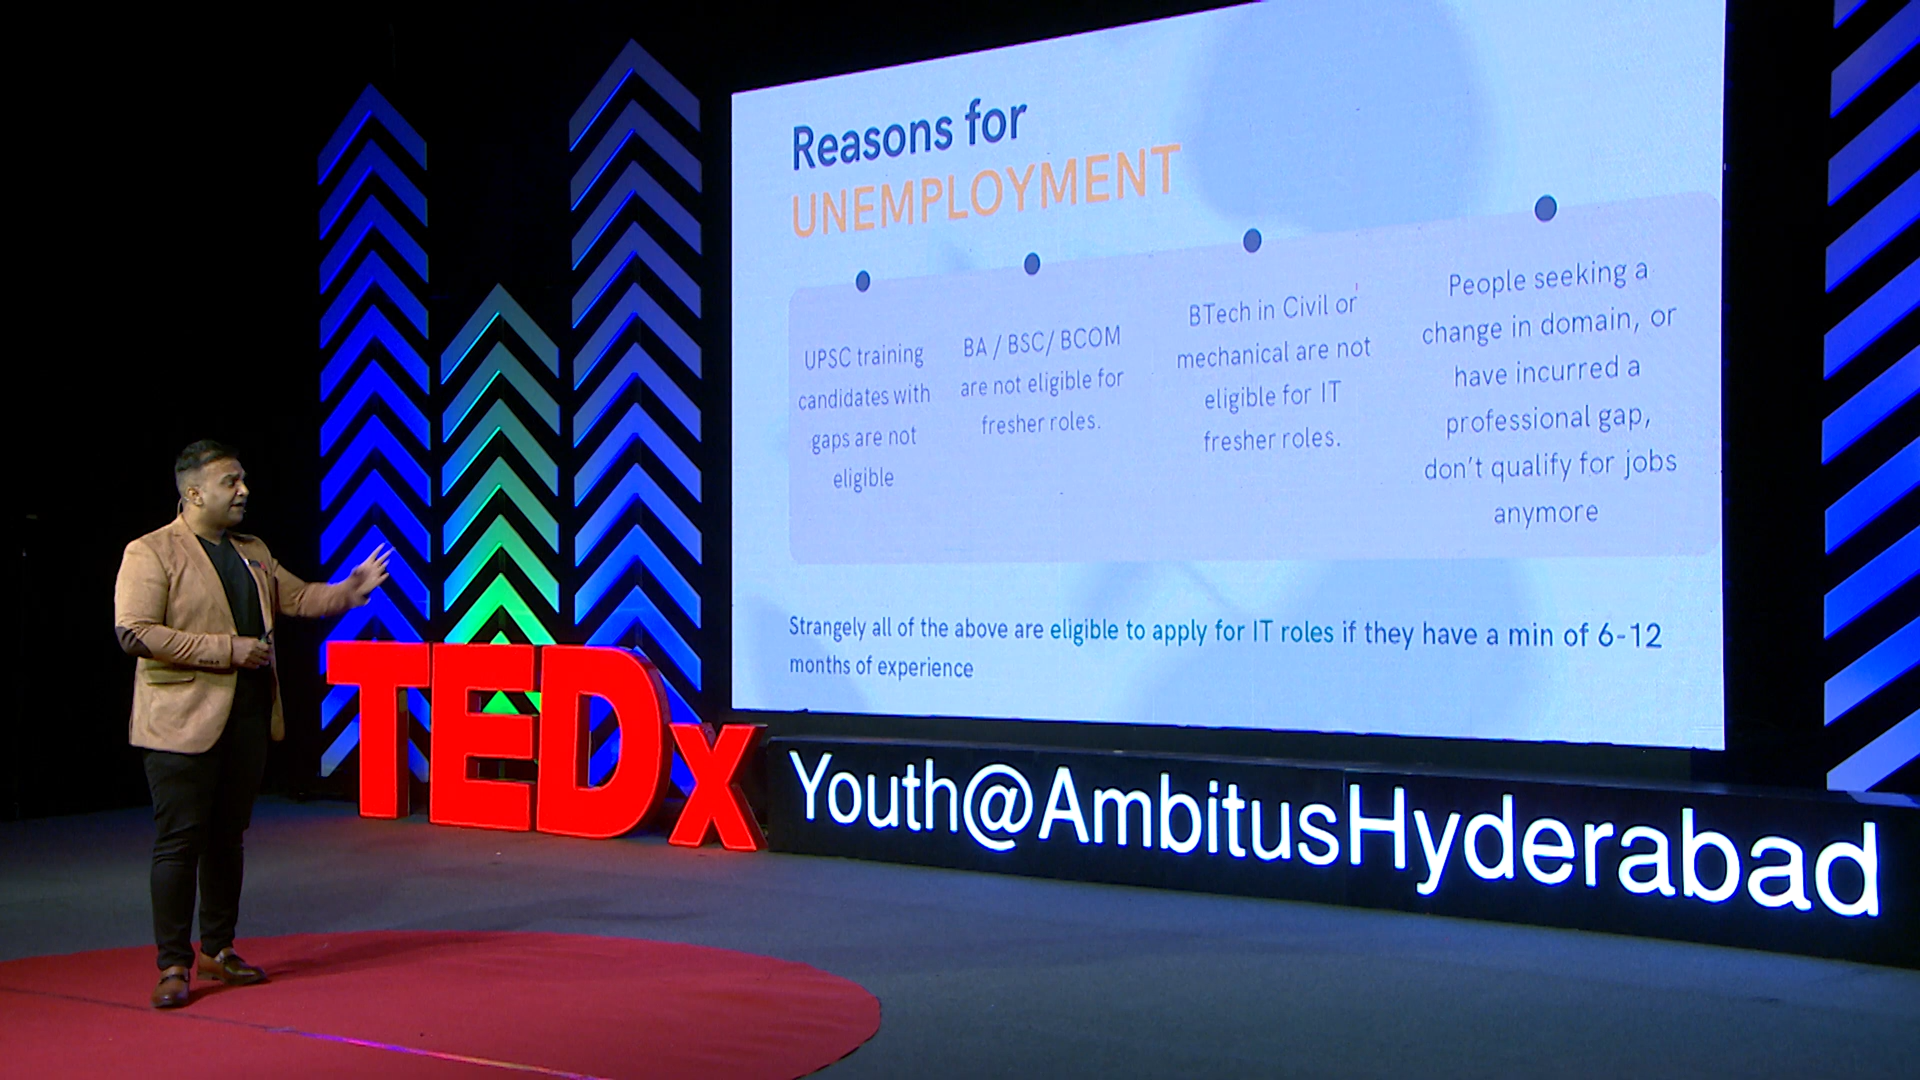 Reasons for
UNEMPLOYMENT
UPSC training
candidates with
gaps are not
eligible
BA / BSC/ BCOM
are not eligible for
fresher roles.
BTech in Civil or
mechanical are not
eligible for IT
fresher roles.
People seeking a
change in domain, or
have incurred a
professional gap,
don't qualify for jobs
anymore
Strangely all of the above are eligible to apply for IT roles if they have a min of 6-12
months of experience
TEDx
Youth@AmbitusHyderabad